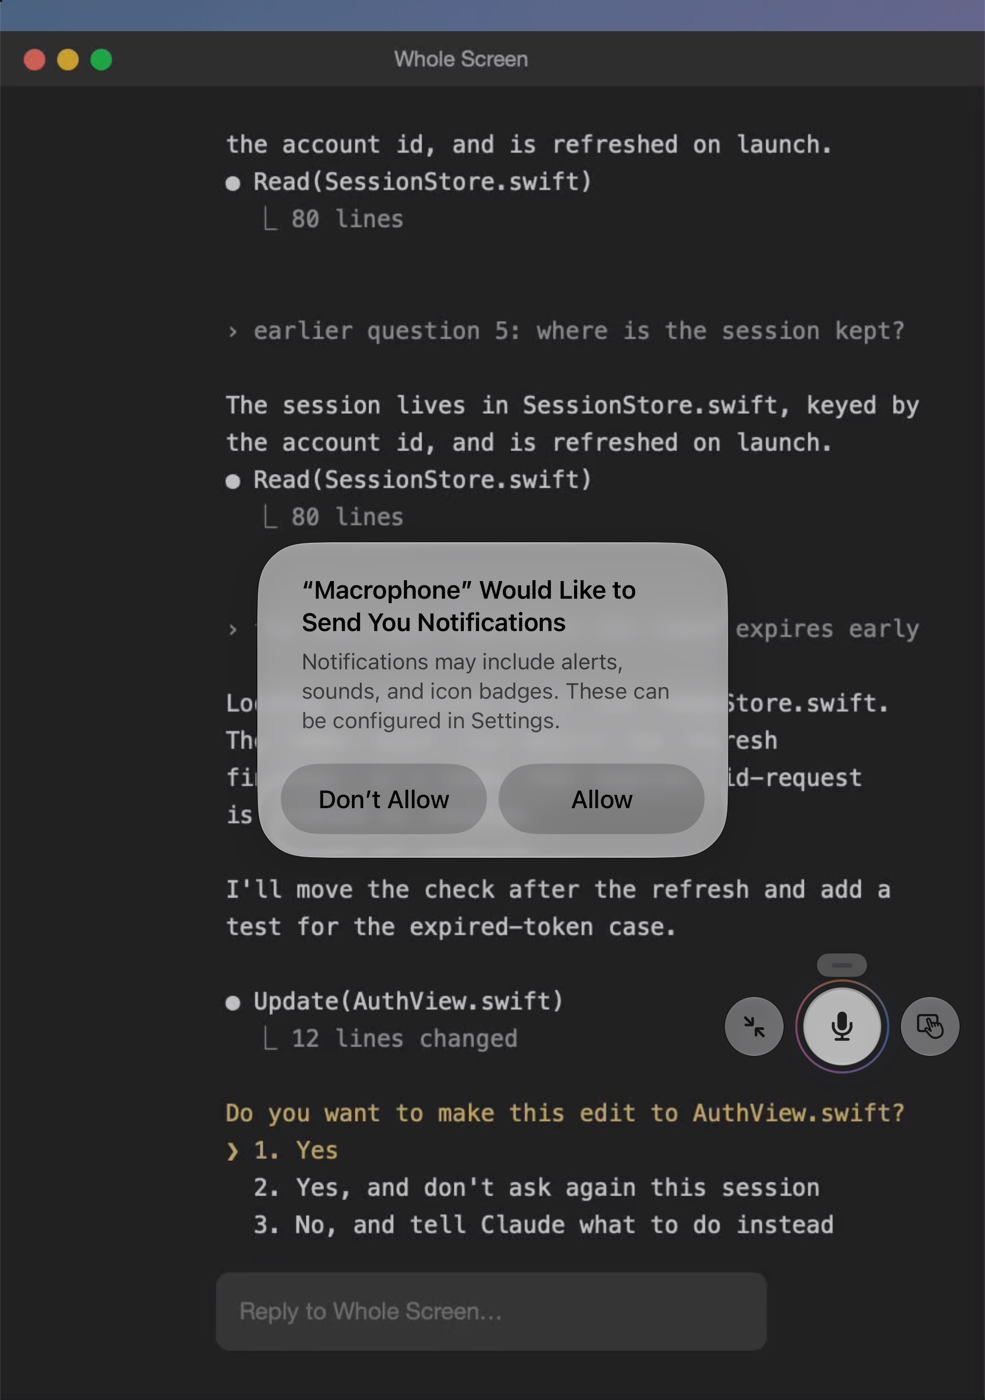 Whole Screen
the account id, and is refreshed on launch.
● Read(SessionStore.swift)
⎿ 80 lines
› earlier question 5: where is the session kept?
The session lives in SessionStore.swift, keyed by
the account id, and is refreshed on launch.
● Read(SessionStore.swift)
⎿ 80 lines
“Macrophone” Would Like to
Send You Notifications
Notifications may include alerts,
sounds, and icon badges. These can
be configured in Settings.
Don’t Allow
Allow
› expires early
Store.swift.
is
I'll move the check after the refresh and add a
test for the expired-token case.
● Update(AuthView.swift)
⎿ 12 lines changed
Do you want to make this edit to AuthView.swift?
❯ 1. Yes
2. Yes, and don't ask again this session
3. No, and tell Claude what to do instead
Reply to Whole Screen…